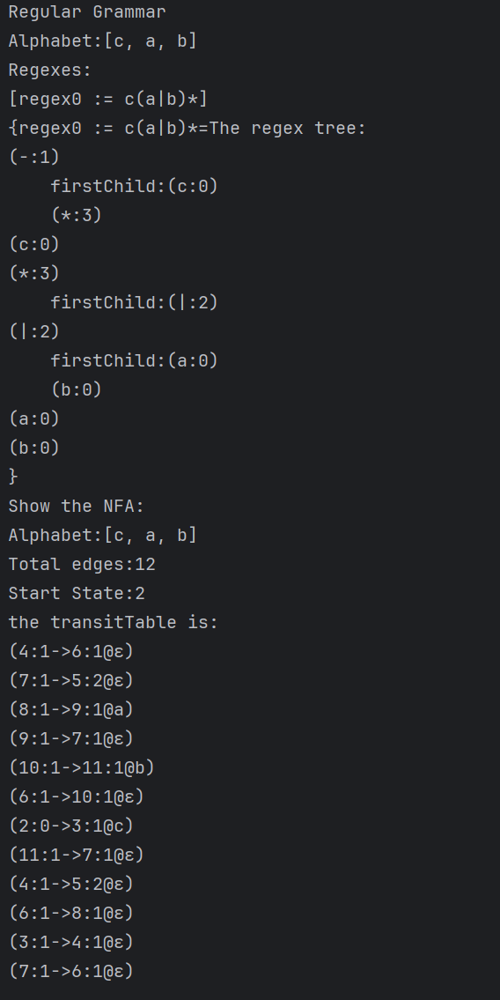 Regular Grammar
Alphabet:[c, a, b]
Regexes:
[regex0 := c(a|b)*]
{regex0 := c(a|b)*=The regex tree:
(-:1)
    firstChild:(c:0)
    (*:3)
(c:0)
(*:3)
    firstChild:(|:2)
(|:2)
    firstChild:(a:0)
    (b:0)
(a:0)
(b:0)
}
Show the NFA:
Alphabet:[c, a, b]
Total edges:12
Start State:2
the transitTable is:
(4:1->6:1@ε)
(7:1->5:2@ε)
(8:1->9:1@a)
(9:1->7:1@ε)
(10:1->11:1@b)
(6:1->10:1@ε)
(2:0->3:1@c)
(11:1->7:1@ε)
(4:1->5:2@ε)
(6:1->8:1@ε)
(3:1->4:1@ε)
(7:1->6:1@ε)